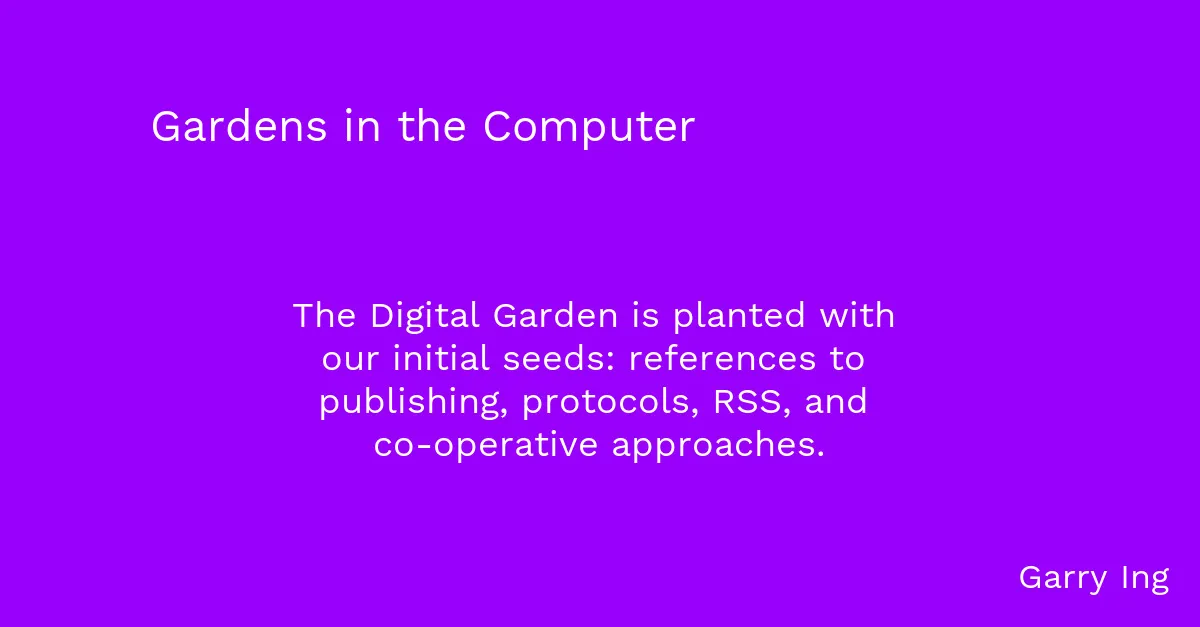 Gardens in the Computer
The Digital Garden is planted with
our initial seeds: references to
publishing, protocols, RSS, and
co-operative approaches.
Garry Ing